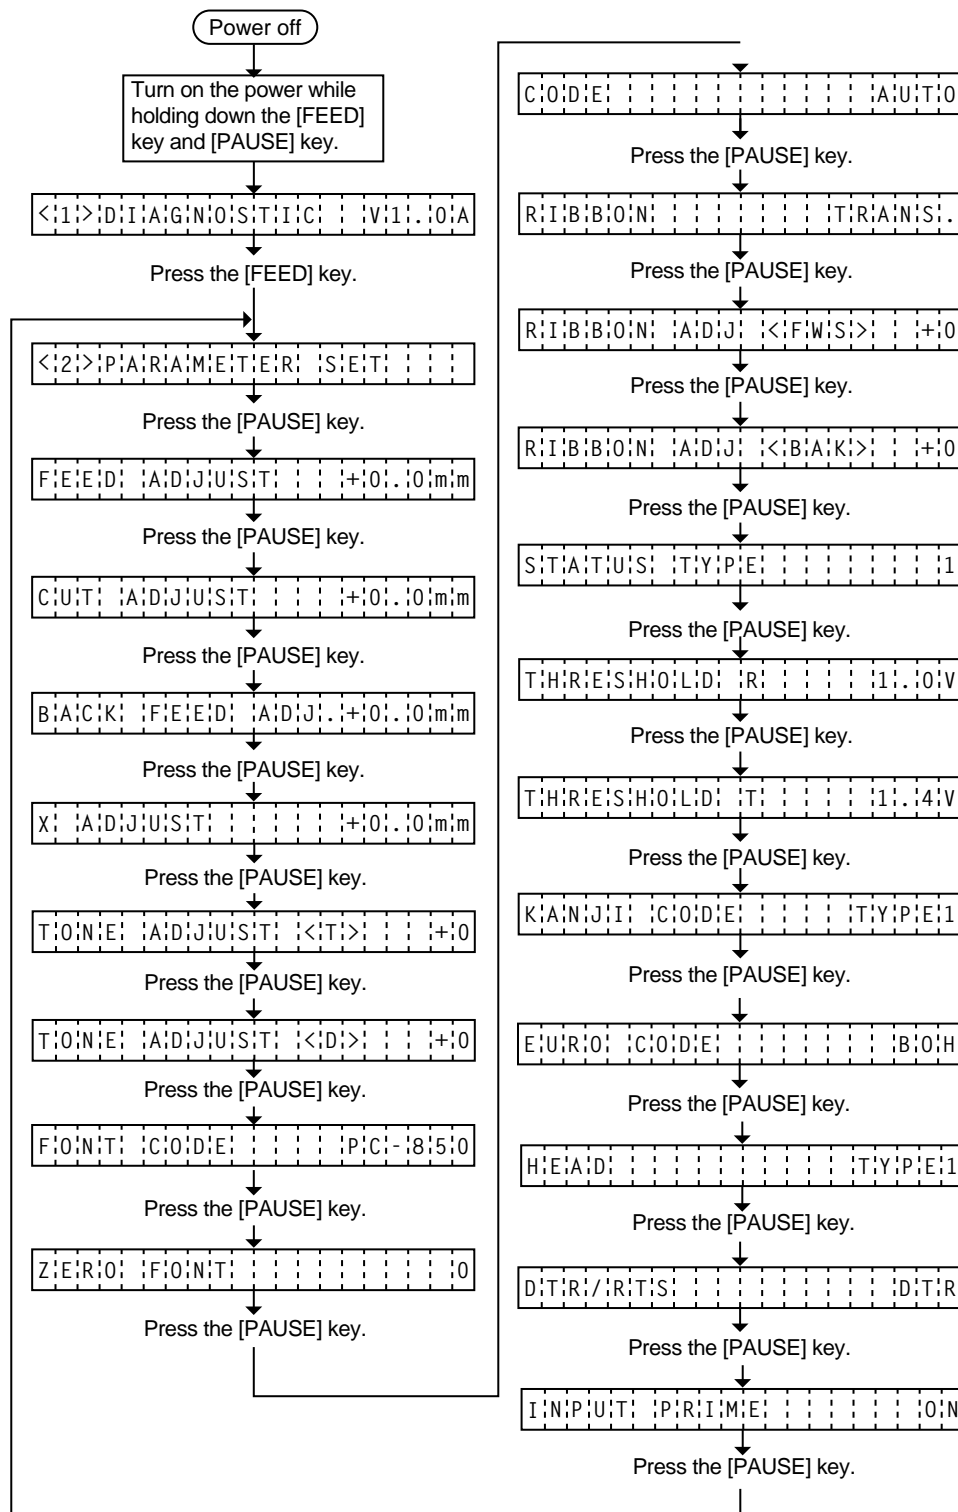 Power off
Turn on the power while
holding down the [FEED]
key and [PAUSE] key.
<1>DIAGNOSTIC V1.0A
Press the [FEED] key.
<2>PARAMETER SET
Press the [PAUSE] key.
FEED ADJUST +0.0mm
Press the [PAUSE] key.
CUT ADJUST +0.0mm
Press the [PAUSE] key.
BACK FEED ADJ.+0.0mm
Press the [PAUSE] key.
X ADJUST +0.0mm
Press the [PAUSE] key.
TONE ADJUST <T> +0
Press the [PAUSE] key.
TONE ADJUST <D> +0
Press the [PAUSE] key.
FONT CODE PC-850
Press the [PAUSE] key.
ZERO FONT 0
Press the [PAUSE] key.
CODE AUTO
Press the [PAUSE] key.
RIBBON TRANS.
Press the [PAUSE] key.
RIBBON ADJ <FWS> +0
Press the [PAUSE] key.
RIBBON ADJ <BAK> +0
Press the [PAUSE] key.
STATUS TYPE 1
Press the [PAUSE] key.
THRESHOLD R 1.0V
Press the [PAUSE] key.
THRESHOLD T 1.4V
Press the [PAUSE] key.
KANJI CODE TYPE1
Press the [PAUSE] key.
EURO CODE B0H
Press the [PAUSE] key.
HEAD TYPE1
Press the [PAUSE] key.
DTR/RTS DTR
Press the [PAUSE] key.
INPUT PRIME ON
Press the [PAUSE] key.